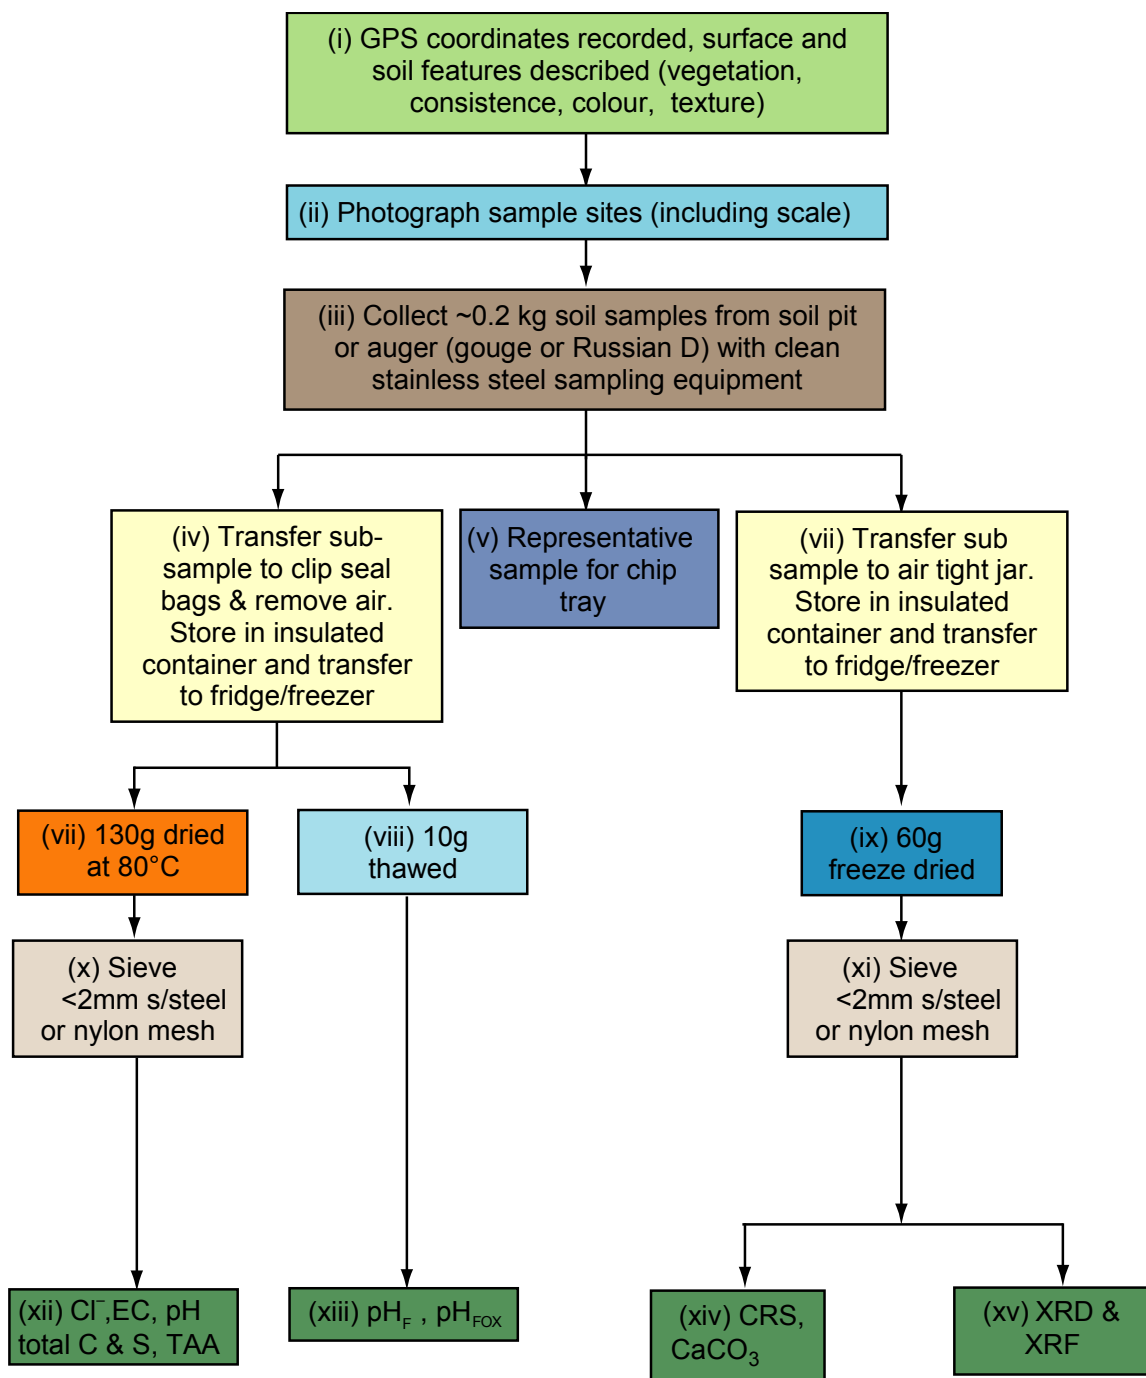 (i) GPS coordinates recorded, surface and
soil features described (vegetation,
consistence, colour, texture)
(ii) Photograph sample sites (including scale)
(iii) Collect ~0.2 kg soil samples from soil pit
or auger (gouge or Russian D) with clean
stainless steel sampling equipment
(iv) Transfer sub-
sample to clip seal
bags & remove air.
Store in insulated
container and transfer
to fridge/freezer
(v) Representative
sample for chip
tray
(vii) Transfer sub
sample to air tight jar.
Store in insulated
container and transfer
to fridge/freezer
(vii) 130g dried
at 80°C
(viii) 10g
thawed
(ix) 60g
freeze dried
(x) Sieve
<2mm s/steel
or nylon mesh
(xi) Sieve
<2mm s/steel
or nylon mesh
(xii) Cl⁻,EC, pH
total C & S, TAA
(xiii) pH_F , pH_FOX
(xiv) CRS,
CaCO₃
(xv) XRD &
XRF